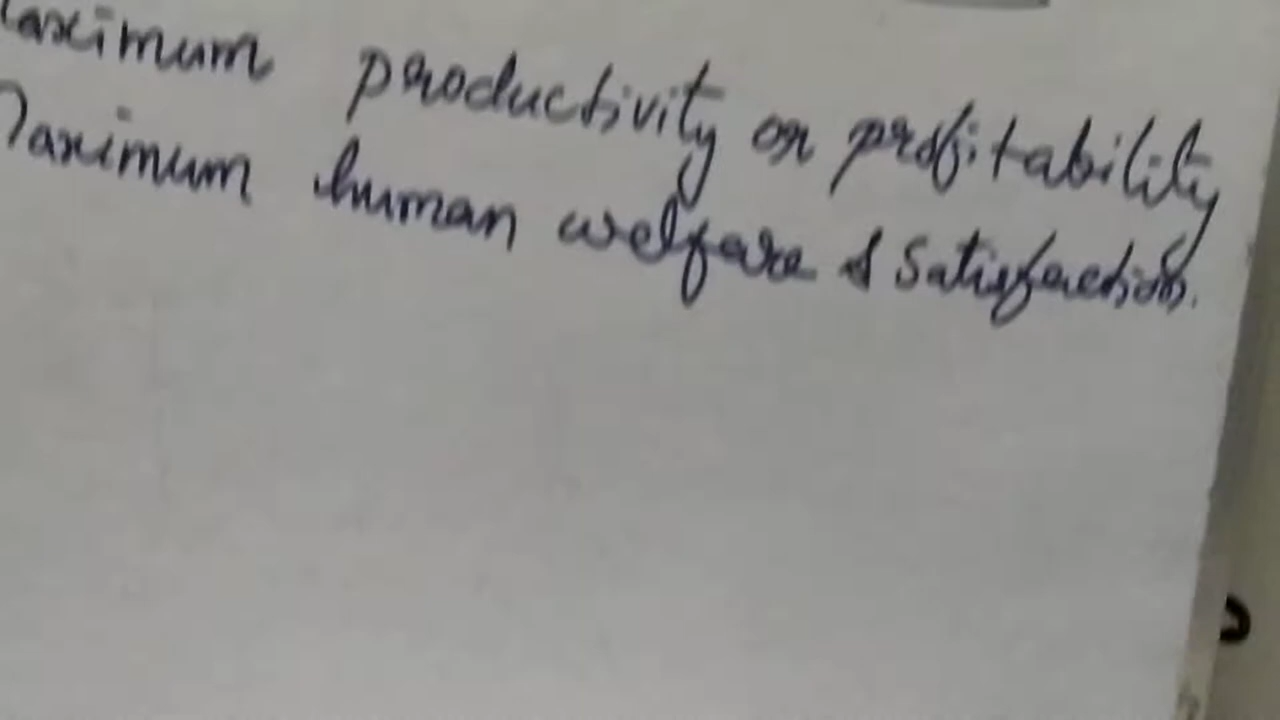 Maximum productivity or profitability
Maximum human welfare & Satisfaction.